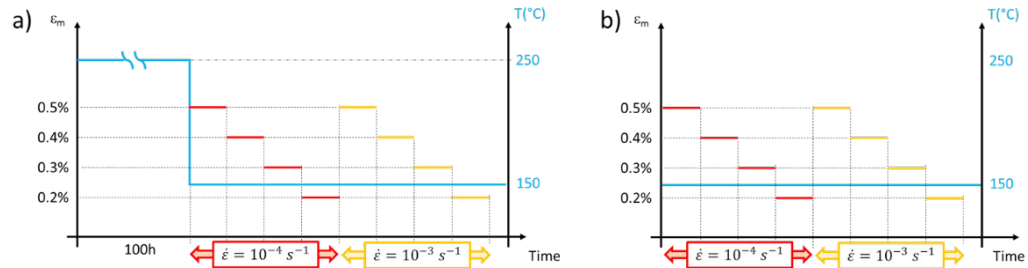 a)
εm
T(°C)
250
0.5%
0.4%
0.3%
150
0.2%
100h
ε̇ = 10⁻⁴ s⁻¹
ε̇ = 10⁻³ s⁻¹
Time
b)
εm
T(°C)
250
0.5%
0.4%
0.3%
150
0.2%
ε̇ = 10⁻⁴ s⁻¹
ε̇ = 10⁻³ s⁻¹
Time